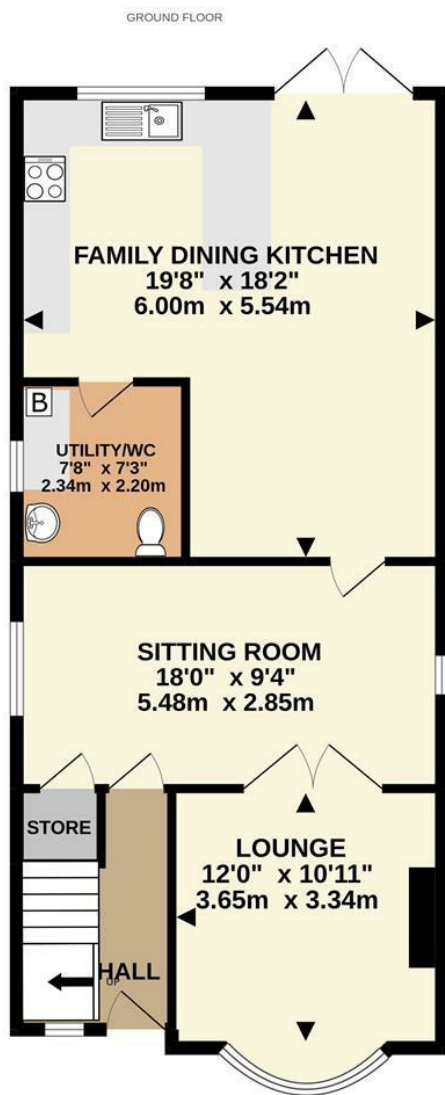 GROUND FLOOR
FAMILY DINING KITCHEN
19'8" x 18'2"
6.00m x 5.54m
B
UTILITY/WC
7'8" x 7'3"
2.34m x 2.20m
SITTING ROOM
18'0" x 9'4"
5.48m x 2.85m
STORE
LOUNGE
12'0" x 10'11"
3.65m x 3.34m
HALL
UP